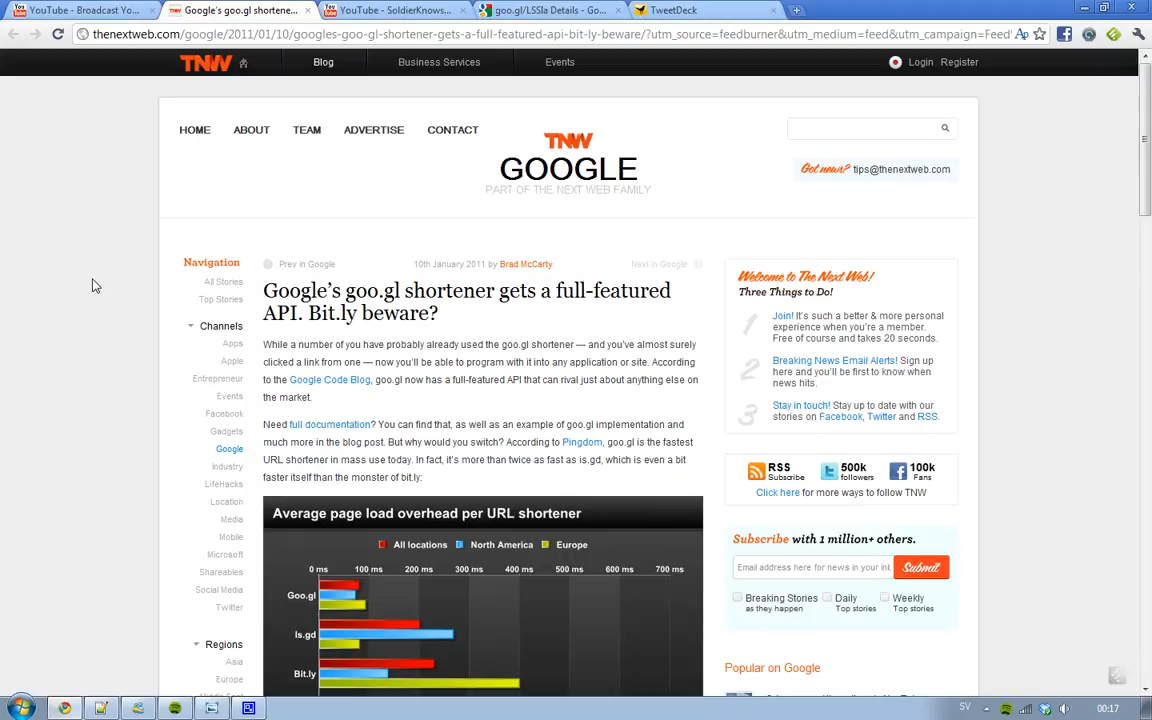 YouTube - Broadcast Yo...
Google's goo.gl shortene...
YouTube - SoldierKnows...
goo.gl/LSSIa Details - Go...
TweetDeck
thenextweb.com/google/2011/01/10/googles-goo-gl-shortener-gets-a-full-featured-api-bit-ly-beware/?utm_source=feedburner&utm_medium=feed&utm_campaign=Feed
TNW
Blog
Business Services
Events
Login
Register
HOME
ABOUT
TEAM
ADVERTISE
CONTACT
TNW
GOOGLE
PART OF THE NEXT WEB FAMILY
Got news? tips@thenextweb.com
Navigation
All Stories
Top Stories
Channels
Apps
Apple
Entrepreneur
Events
Facebook
Gadgets
Google
Industry
LifeHacks
Location
Media
Mobile
Microsoft
Shareables
Social Media
Twitter
Regions
Asia
Europe
Prev in Google
10th January 2011 by Brad McCarty
Next In Google
Google's goo.gl shortener gets a full-featured
API. Bit.ly beware?
While a number of you have probably already used the goo.gl shortener — and you've almost surely
clicked a link from one — now you'll be able to program with it into any application or site. According
to the Google Code Blog, goo.gl now has a full-featured API that can rival just about anything else on
the market.
Need full documentation? You can find that, as well as an example of goo.gl implementation and
much more in the blog post. But why would you switch? According to Pingdom, goo.gl is the fastest
URL shortener in mass use today. In fact, it's more than twice as fast as is.gd, which is even a bit
faster itself than the monster of bit.ly:
Average page load overhead per URL shortener
All locations
North America
Europe
0 ms
100 ms
200 ms
300 ms
400 ms
500 ms
600 ms
700 ms
Goo.gl
Is.gd
Bit.ly
Welcome to The Next Web!
Three Things to Do!
1
Join! It's such a better & more personal
experience when you're a member.
Free of course and takes 20 seconds.
2
Breaking News Email Alerts! Sign up
here and you'll be first to know when
news hits.
3
Stay in touch! Stay up to date with our
stories on Facebook, Twitter and RSS.
RSS
Subscribe
500k
followers
100k
Fans
Click here for more ways to follow TNW
Subscribe with 1 million+ others.
Email address here for news in your in
Submit
Breaking Stories
as they happen
Daily
Top stories
Weekly
Top stories
Popular on Google
SV
00:17